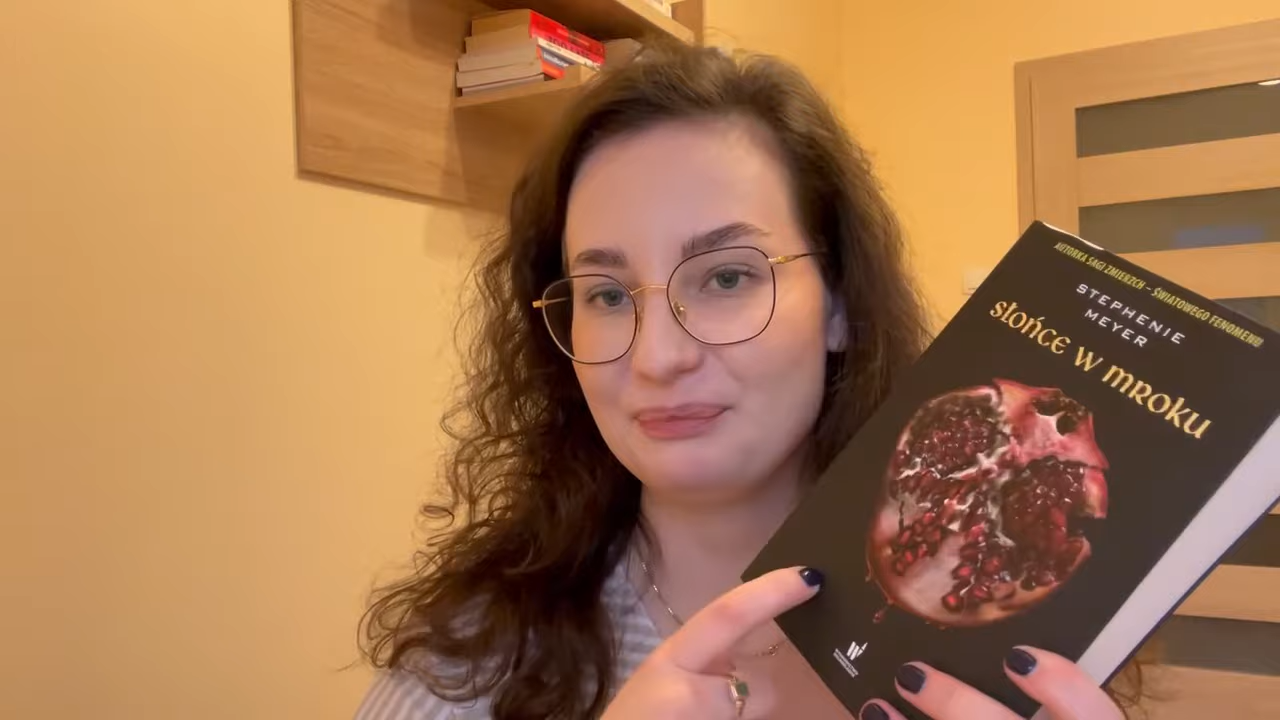 AUTORKA SAGI ZMIERZCH – ŚWIATOWEGO FENOMENU
STEPHENIE
MEYER
słońce w mroku